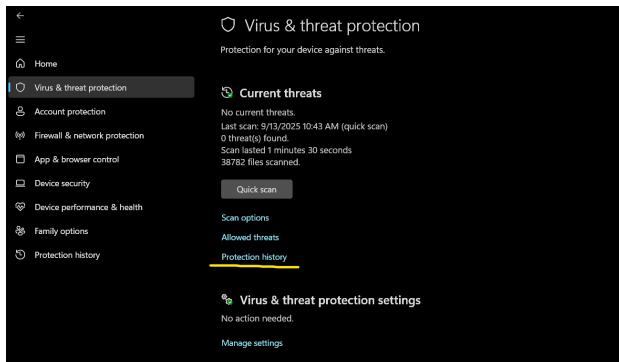 Home
Virus & threat protection
Account protection
Firewall & network protection
App & browser control
Device security
Device performance & health
Family options
Protection history
Virus & threat protection
Protection for your device against threats.
Current threats
No current threats.
Last scan: 9/13/2025 10:43 AM (quick scan)
0 threat(s) found.
Scan lasted 1 minutes 30 seconds
38782 files scanned.
Quick scan
Scan options
Allowed threats
Protection history
Virus & threat protection settings
No action needed.
Manage settings